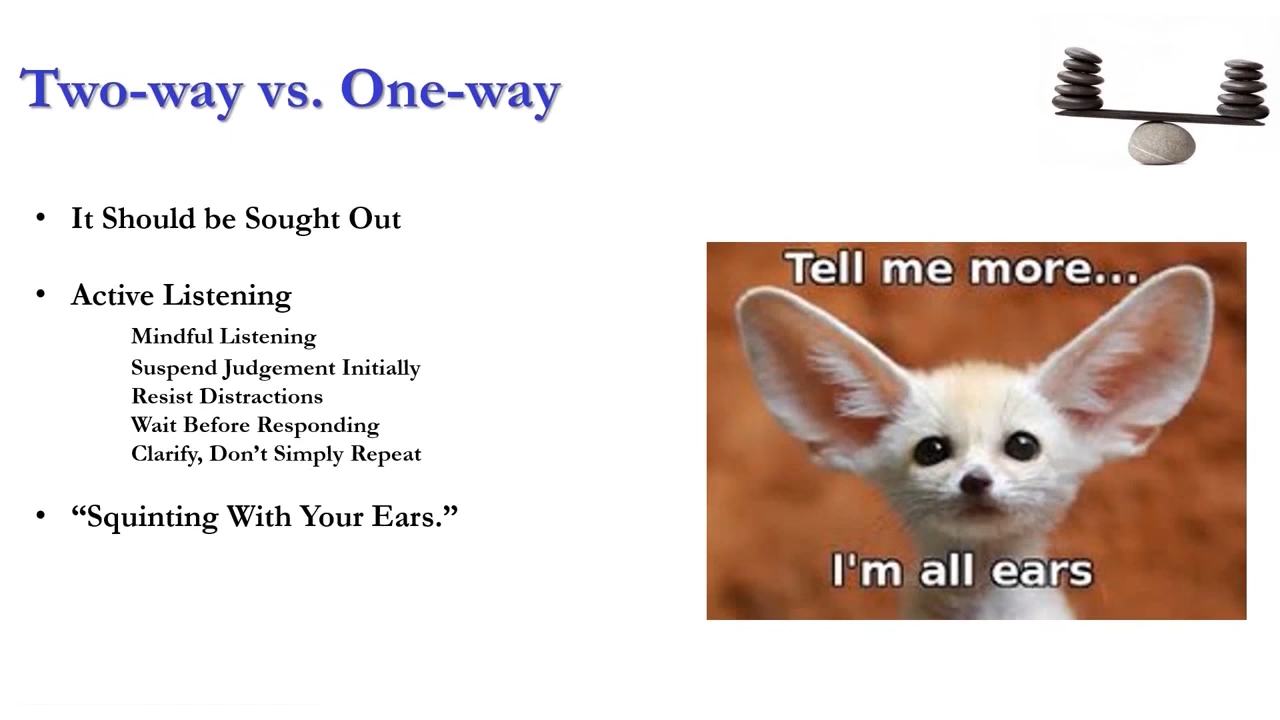 Two-way vs. One-way
• It Should be Sought Out
• Active Listening
Mindful Listening
Suspend Judgement Initially
Resist Distractions
Wait Before Responding
Clarify, Don’t Simply Repeat
• “Squinting With Your Ears.”
Tell me more...
I'm all ears